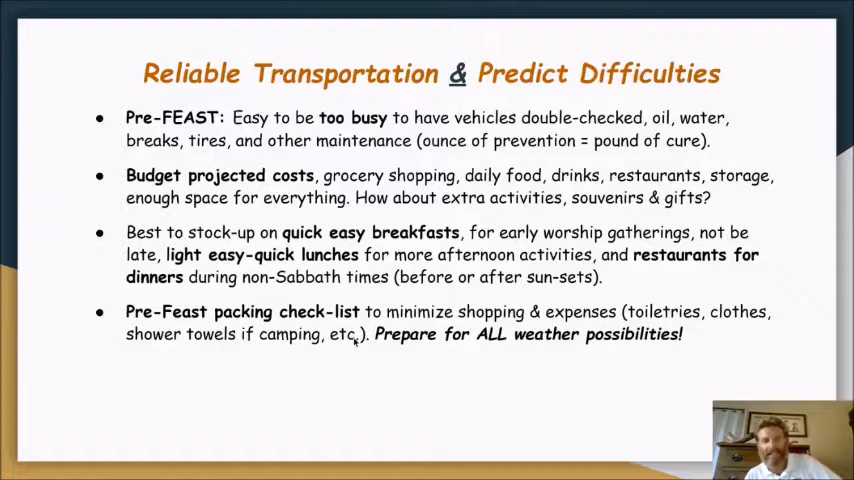 Reliable Transportation & Predict Difficulties
● Pre-FEAST: Easy to be too busy to have vehicles double-checked, oil, water,
breaks, tires, and other maintenance (ounce of prevention = pound of cure).
● Budget projected costs, grocery shopping, daily food, drinks, restaurants, storage,
enough space for everything. How about extra activities, souvenirs & gifts?
● Best to stock-up on quick easy breakfasts, for early worship gatherings, not be
late, light easy-quick lunches for more afternoon activities, and restaurants for
dinners during non-Sabbath times (before or after sun-sets).
● Pre-Feast packing check-list to minimize shopping & expenses (toiletries, clothes,
shower towels if camping, etc.). Prepare for ALL weather possibilities!